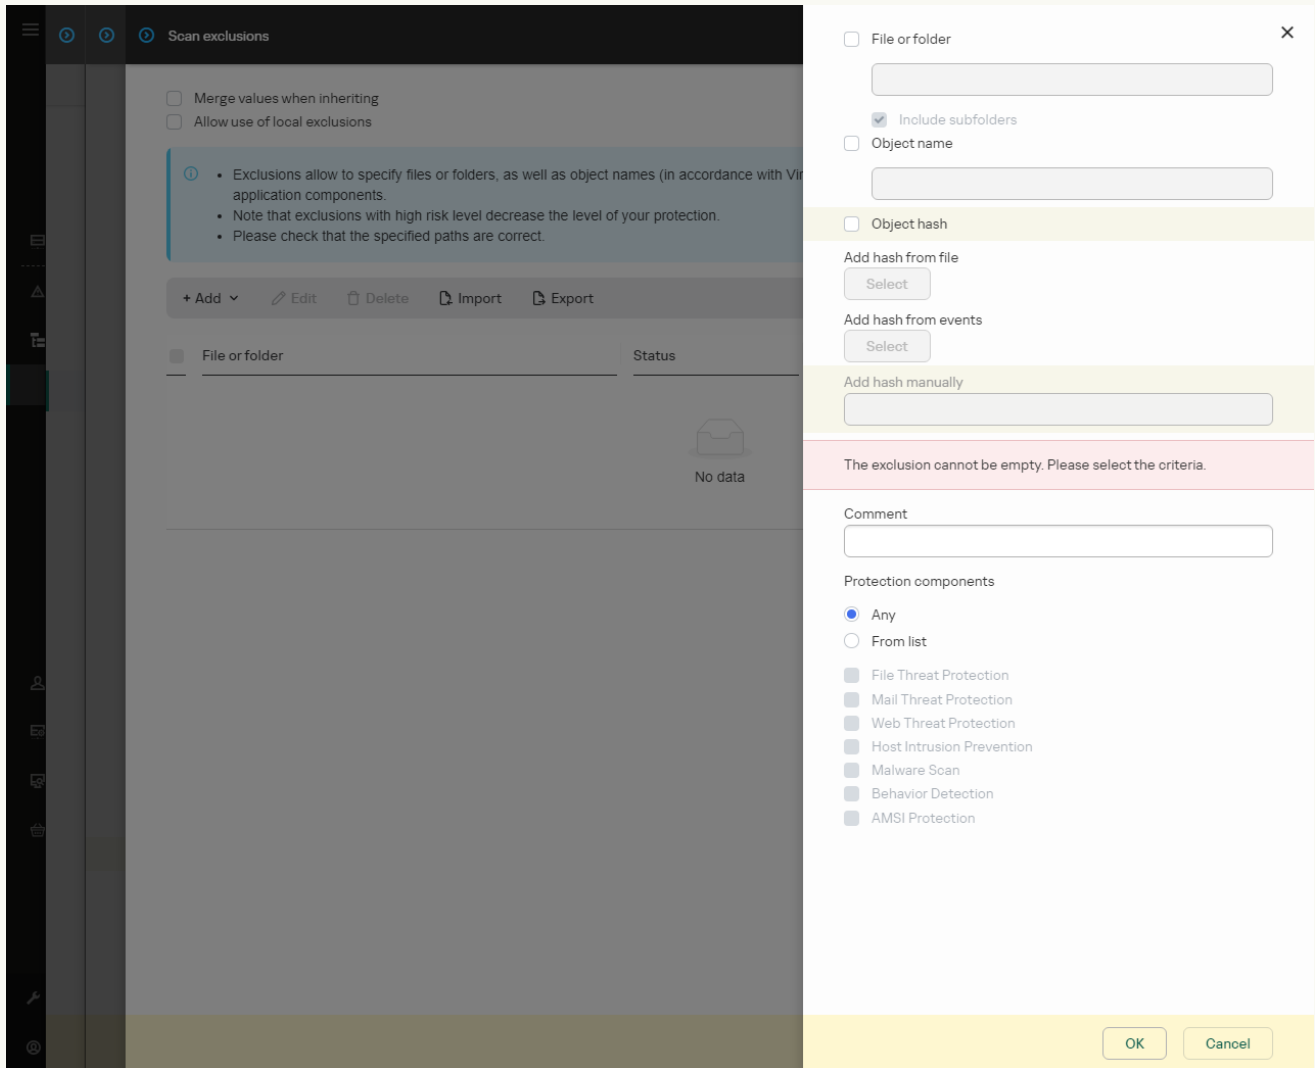 Scan exclusions
Merge values when inheriting
Allow use of local exclusions
Exclusions allow to specify files or folders, as well as object names (in accordance with
application components.
Note that exclusions with high risk level decrease the level of your protection.
Please check that the specified paths are correct.
+ Add
Edit
Delete
Import
Export
File or folder
Status
No data
File or folder
Include subfolders
Object name
Object hash
Add hash from file
Select
Add hash from events
Select
Add hash manually
The exclusion cannot be empty. Please select the criteria.
Comment
Protection components
Any
From list
File Threat Protection
Mail Threat Protection
Web Threat Protection
Host Intrusion Prevention
Malware Scan
Behavior Detection
AMSI Protection
OK
Cancel